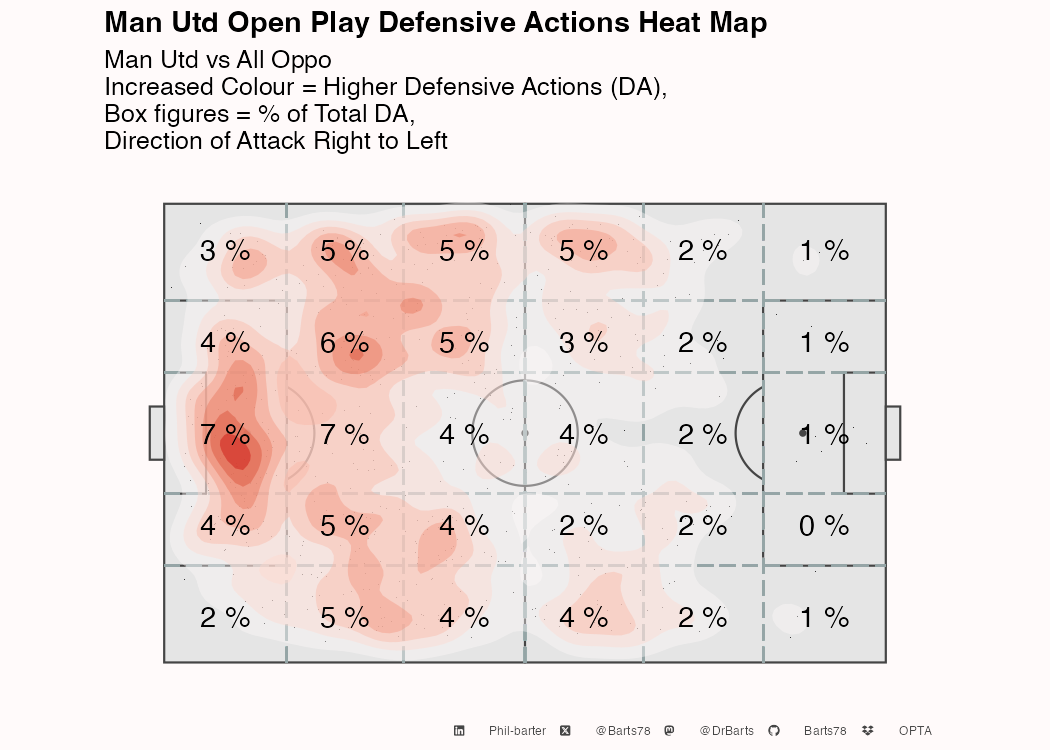 Man Utd Open Play Defensive Actions Heat Map
Man Utd vs All Oppo
Increased Colour = Higher Defensive Actions (DA),
Box figures = % of Total DA,
Direction of Attack Right to Left
3 % 5 % 5 % 5 % 2 % 1 %
4 % 6 % 5 % 3 % 2 % 1 %
7 % 7 % 4 % 4 % 2 % 1 %
4 % 5 % 4 % 2 % 2 % 0 %
2 % 5 % 4 % 4 % 2 % 1 %
Phil-barter @Barts78 @DrBarts Barts78 OPTA